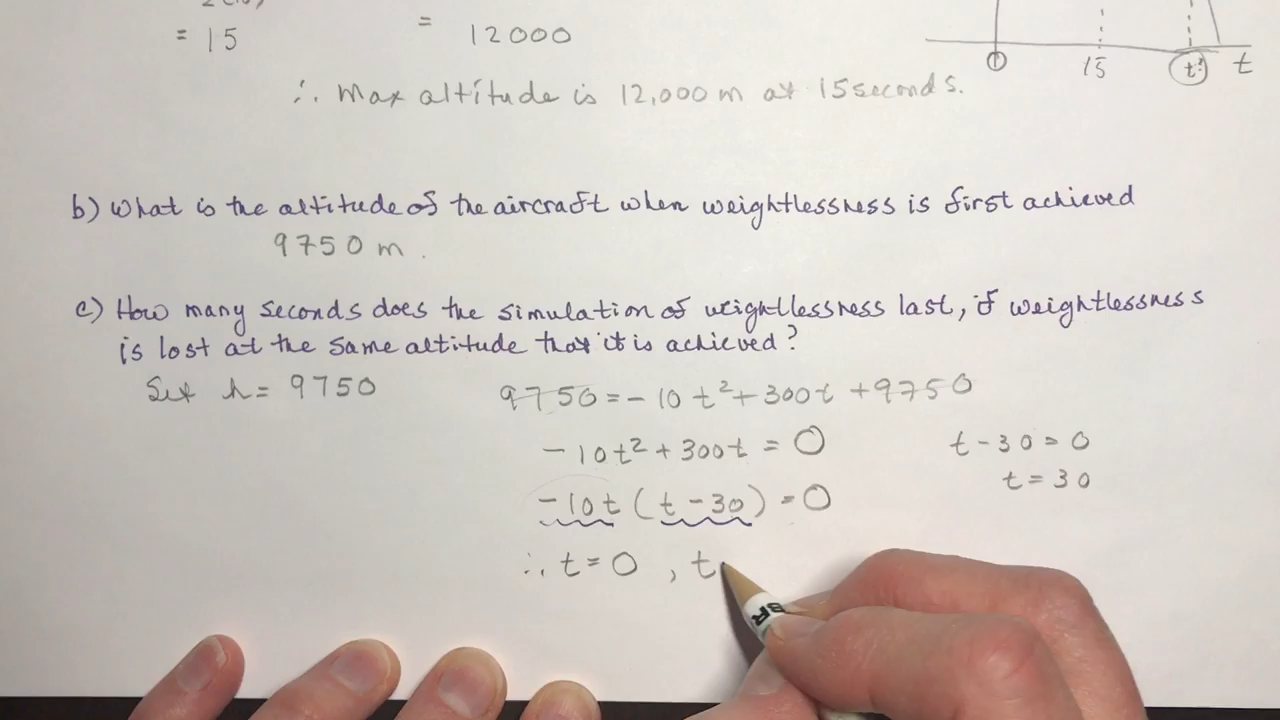 = 15
=
12000
15 t
∴ Max altitude is 12,000 m at 15 seconds.
b) What is the altitude of the aircraft when weightlessness is first achieved
9750 m.
c) How many seconds does the simulation of weightlessness last, if weightlessness
is lost at the same altitude that it is achieved?
Set h = 9750
9750 = -10t² + 300t + 9750
-10t² + 300t = 0
-10t (t - 30) = 0
∴ t = 0 , t
t - 30 = 0
t = 30
BR